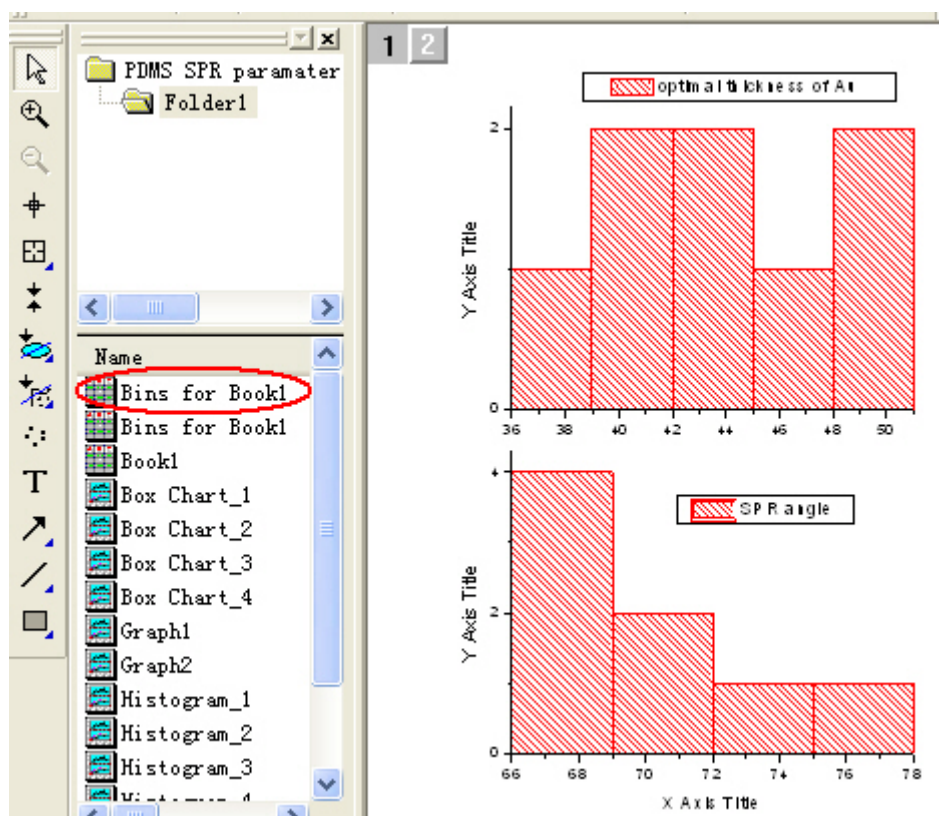 PDMS SPR paramater
Folder1
Name
Bins for Book1
Bins for Book1
Book1
Box Chart_1
Box Chart_2
Box Chart_3
Box Chart_4
Graph1
Graph2
Histogram_1
Histogram_2
Histogram_3
T
1 2
optimal thickness of Au
Y Axis Title
2
0
36 38 40 42 44 46 48 50
SPR angle
Y Axis Title
4
2
0
66 68 70 72 74 76 78
X Axis Title